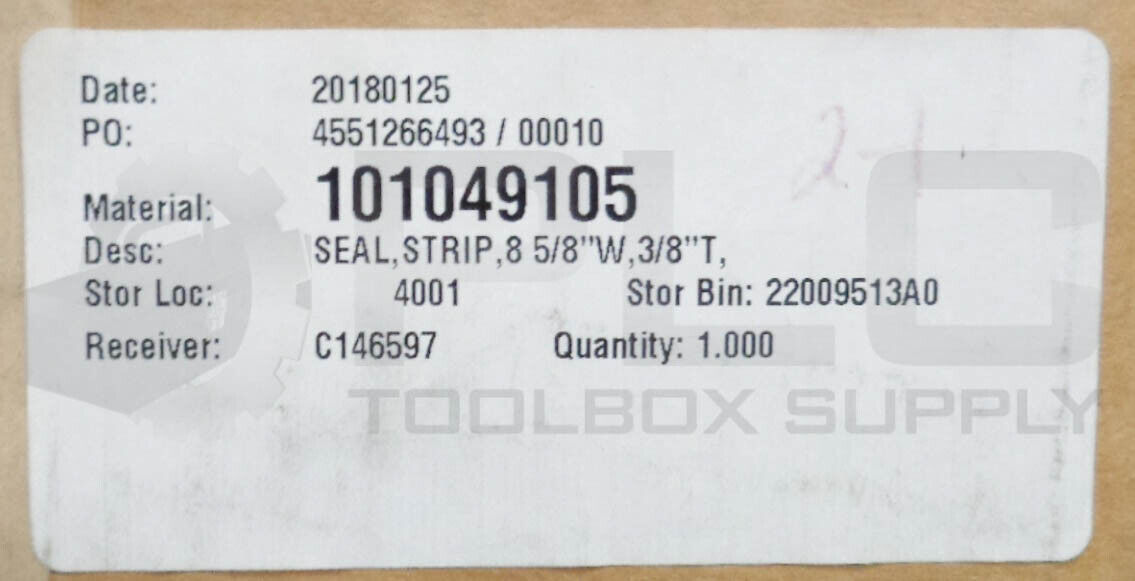 Date: 20180125
PO: 4551266493 / 00010
Material: 101049105
Desc: SEAL,STRIP,8 5/8"W,3/8"T,
Stor Loc: 4001 Stor Bin: 22009513A0
Receiver: C146597 Quantity: 1.000
PLC
TOOLBOX SUPPLY